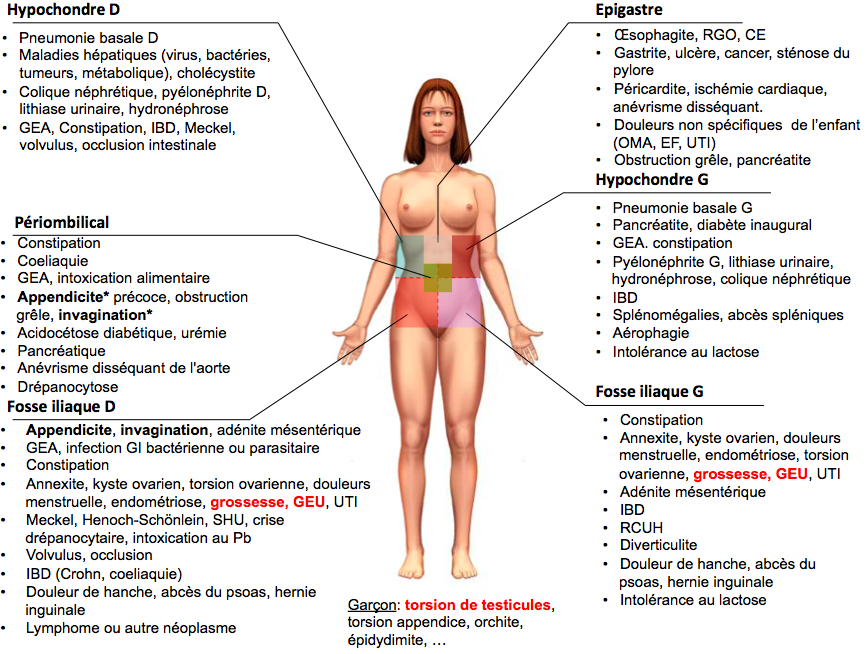 Hypochondre D
• Pneumonie basale D
• Maladies hépatiques (virus, bactéries,
tumeurs, métabolique), cholécystite
• Colique néphrétique, pyélonéphrite D,
lithiase urinaire, hydronéphrose
• GEA, Constipation, IBD, Meckel,
volvulus, occlusion intestinale
Périombilical
• Constipation
• Coeliaquie
• GEA, intoxication alimentaire
• Appendicite* précoce, obstruction
grêle, invagination*
• Acidocétose diabétique, urémie
• Pancréatique
• Anévrisme disséquant de l'aorte
• Drépanocytose
Fosse iliaque D
• Appendicite, invagination, adénite mésentérique
• GEA, infection GI bactérienne ou parasitaire
• Constipation
• Annexite, kyste ovarien, torsion ovarienne, douleurs
menstruelle, endométriose, grossesse, GEU, UTI
• Meckel, Henoch-Schönlein, SHU, crise
drépanocytaire, intoxication au Pb
• Volvulus, occlusion
• IBD (Crohn, coeliaquie)
• Douleur de hanche, abcès du psoas, hernie
inguinale
• Lymphome ou autre néoplasme
Epigastre
• Œsophagite, RGO, CE
• Gastrite, ulcère, cancer, sténose du
pylore
• Péricardite, ischémie cardiaque,
anévrisme disséquant.
• Douleurs non spécifiques de l'enfant
(OMA, EF, UTI)
• Obstruction grêle, pancréatite
Hypochondre G
• Pneumonie basale G
• Pancréatite, diabète inaugural
• GEA. constipation
• Pyélonéphrite G, lithiase urinaire,
hydronéphrose, colique néphrétique
• IBD
• Splénomégalies, abcès spléniques
• Aérophagie
• Intolérance au lactose
Fosse iliaque G
• Constipation
• Annexite, kyste ovarien, douleurs
menstruelle, endométriose, torsion
ovarienne, grossesse, GEU, UTI
• Adénite mésentérique
• IBD
• RCUH
• Diverticulite
• Douleur de hanche, abcès du
psoas, hernie inguinale
• Intolérance au lactose
Garçon: torsion de testicules,
torsion appendice, orchite,
épidydimite, …